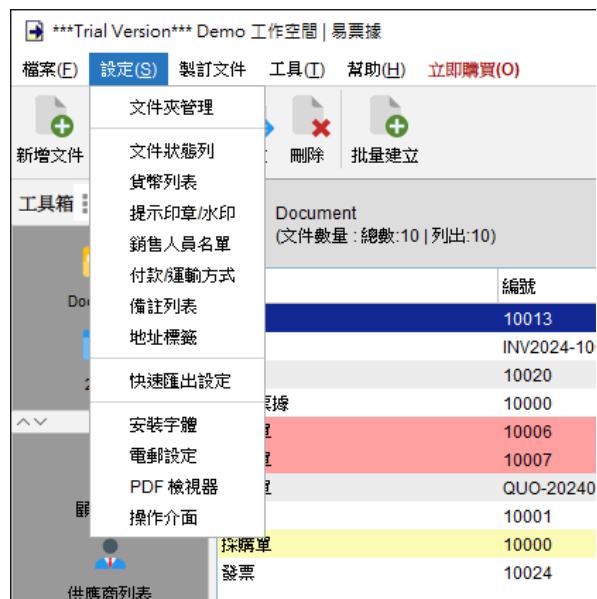 ***Trial Version*** Demo 工作空間 | 易票據
檔案(F) 設定(S) 製訂文件 工具(T) 幫助(H) 立即購買(O)
新增文件 刪除 批量建立
文件夾管理
文件狀態列
貨幣列表
提示印章/水印
銷售人員名單
付款/運輸方式
備註列表
地址標籤
快速匯出設定
安裝字體
電郵設定
PDF 檢視器
操作介面
工具箱
Document
(文件數量 : 總數:10 | 列出:10)
編號
10013
INV2024-10
10020
票據 10000
單 10006
單 10007
單 QUO-20240
10001
採購單 10000
發票 10024
供應商列表